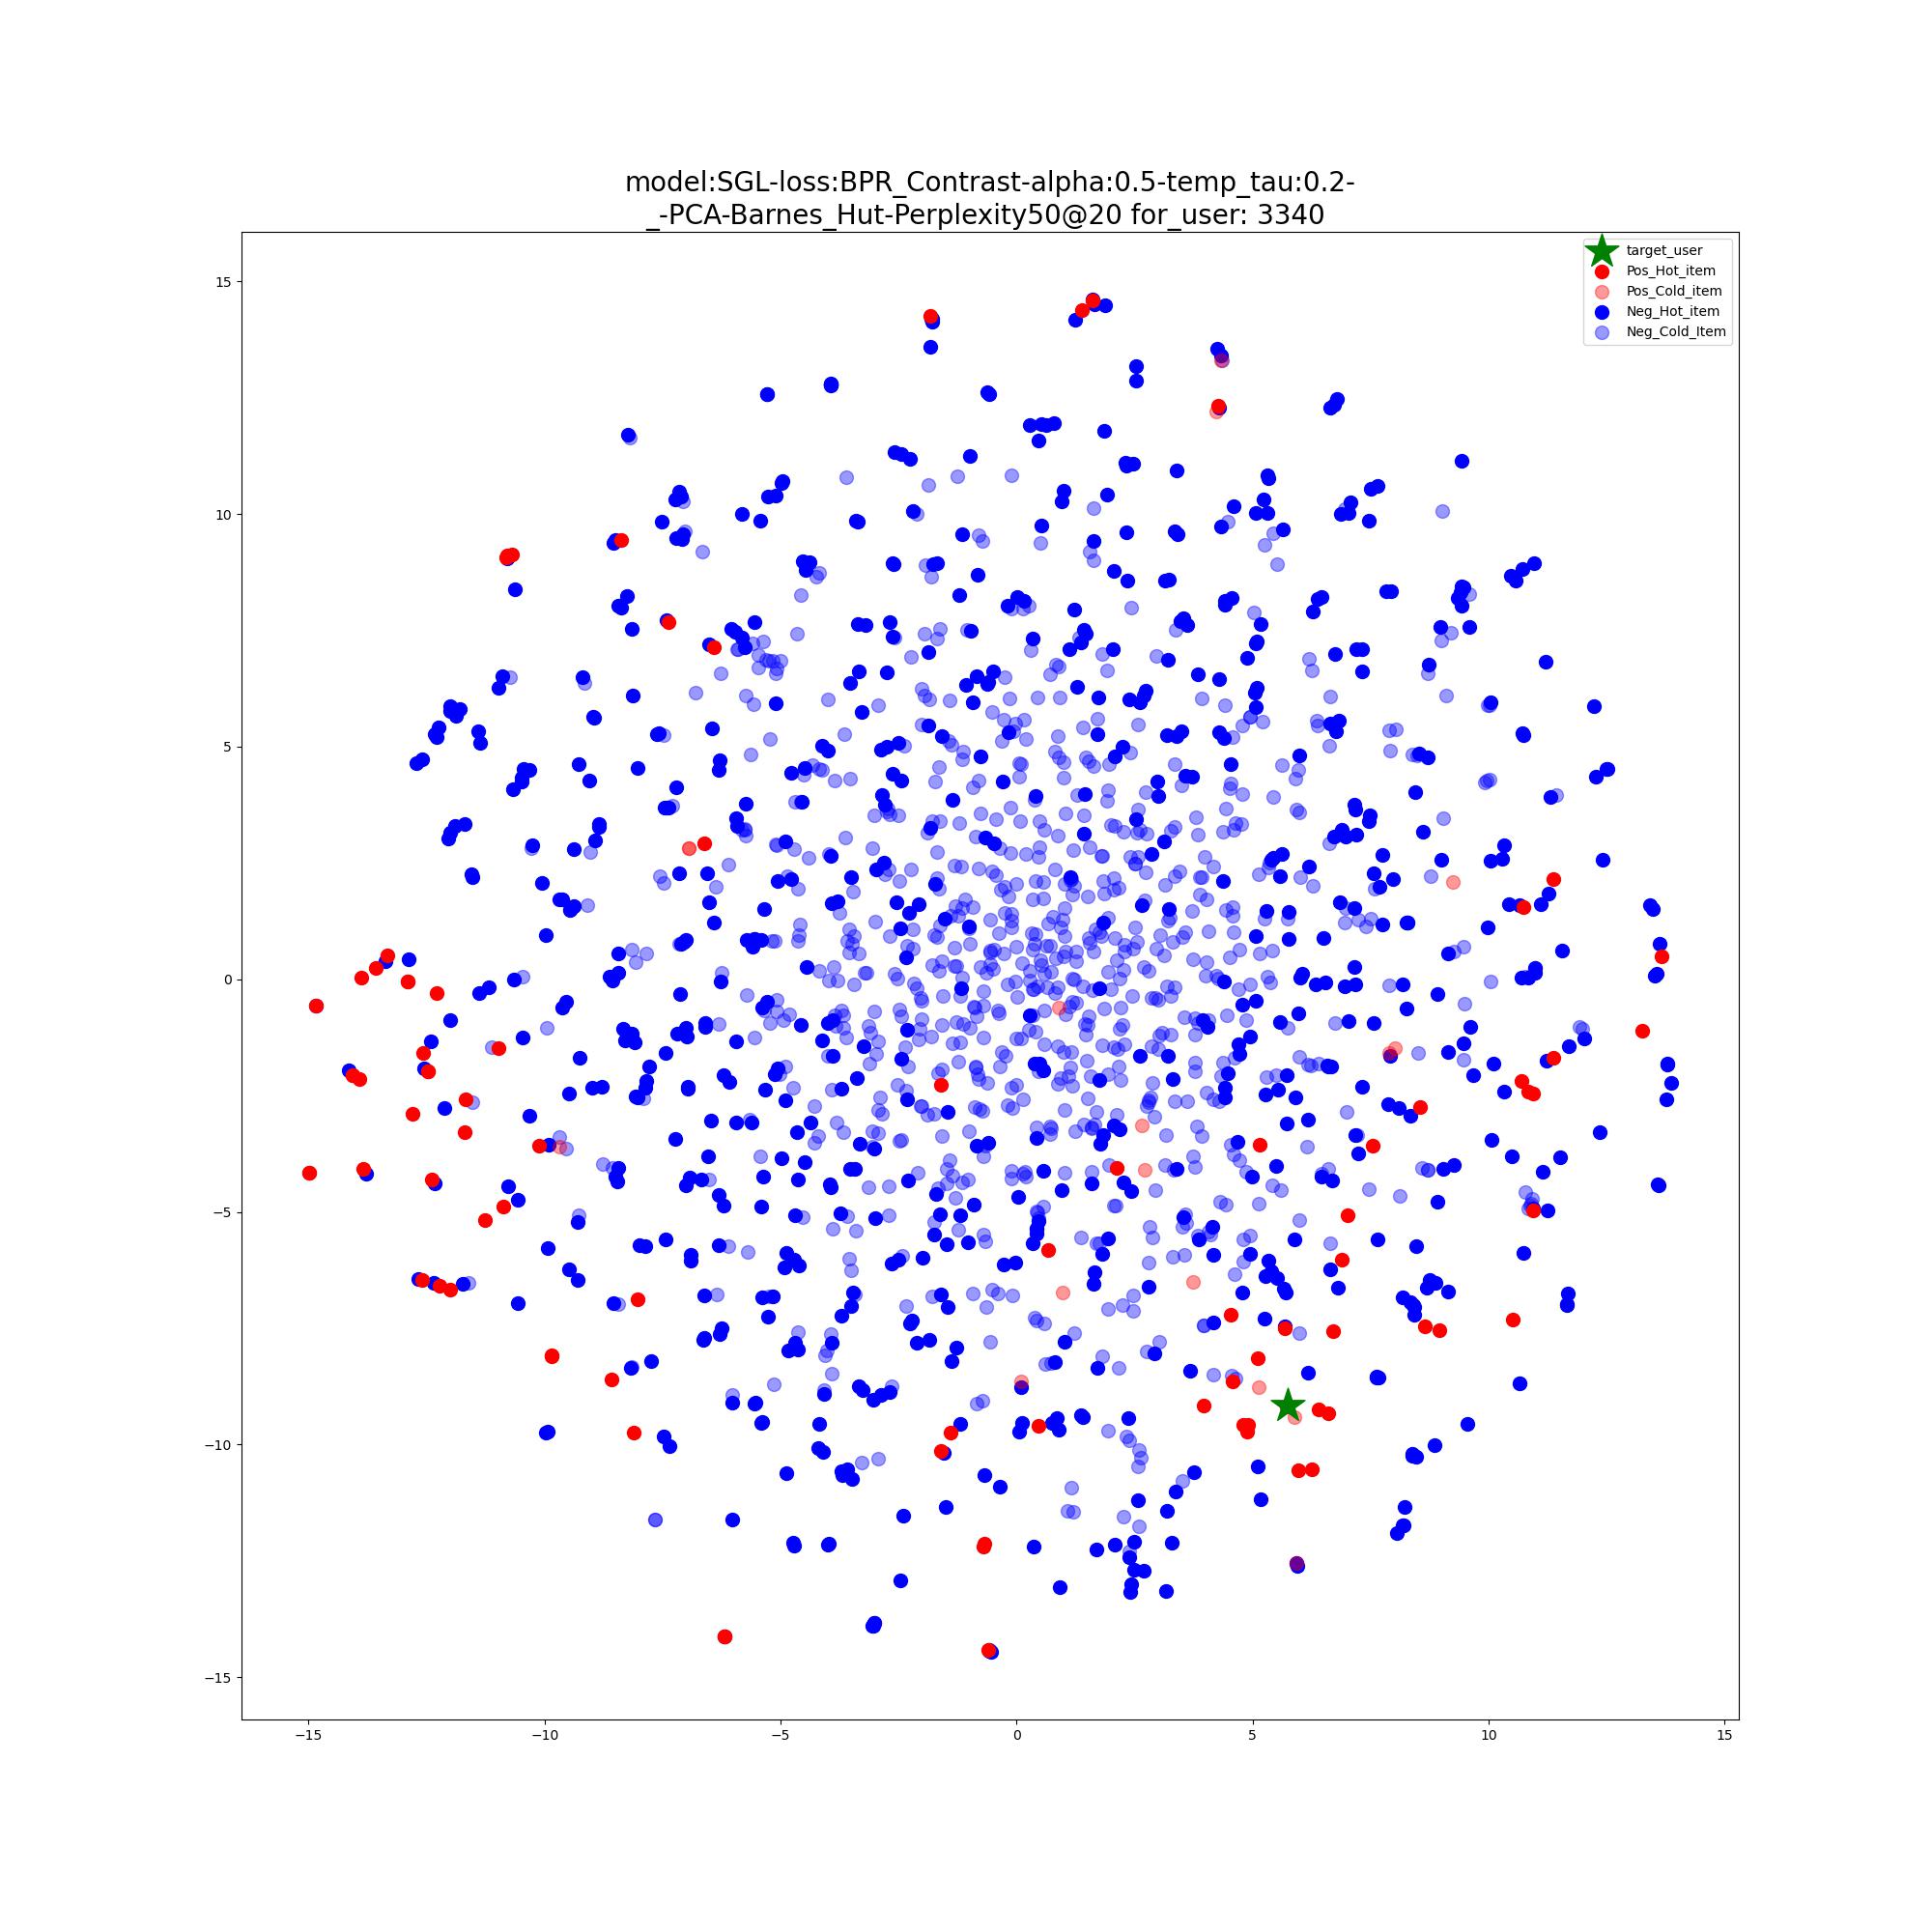 model:SGL-loss:BPR_Contrast-alpha:0.5-temp_tau:0.2-
_-PCA-Barnes_Hut-Perplexity50@20 for_user: 3340
target_user
Pos_Hot_item
Pos_Cold_item
Neg_Hot_item
Neg_Cold_Item
15
10
5
0
−5
−10
−15
−15 −10 −5 0 5 10 15